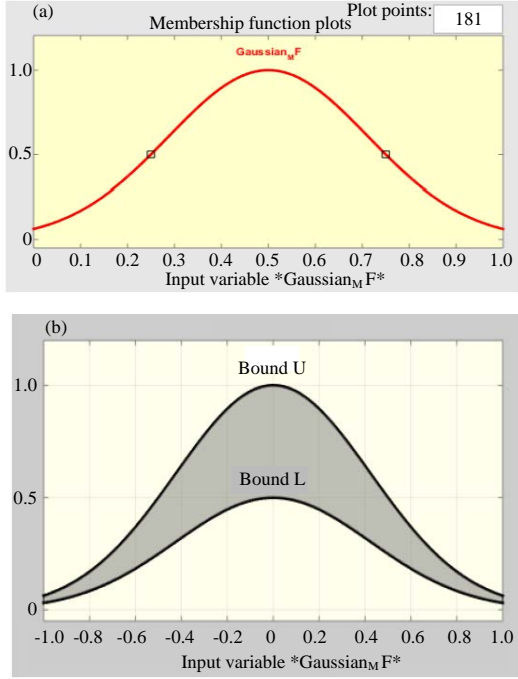 (a)
Membership function plots
Plot points: 181
Gaussian_MF
1.0
0.5
0
0 0.1 0.2 0.3 0.4 0.5 0.6 0.7 0.8 0.9 1.0
Input variable *Gaussian_M F*
(b)
Bound U
1.0
Bound L
0.5
0
-1.0 -0.8 -0.6 -0.4 -0.2 0 0.2 0.4 0.6 0.8 1.0
Input variable *Gaussian_M F*